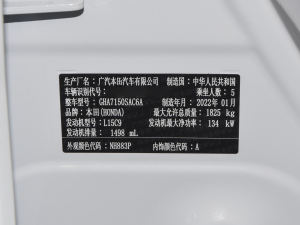 生产厂名：广汽本田汽车有限公司 制造国：中华人民共和国
车辆识别代号： 乘坐人数：5
整车型号：GHA7150SAC6A 制造年月：2022年01月
品牌：本田(HONDA) 最大允许总质量：1825 kg
发动机型号：L15C9 发动机最大净功率：134 kW
发动机排量：1498 mL
外观颜色代码：NH883P 内饰颜色代码：A